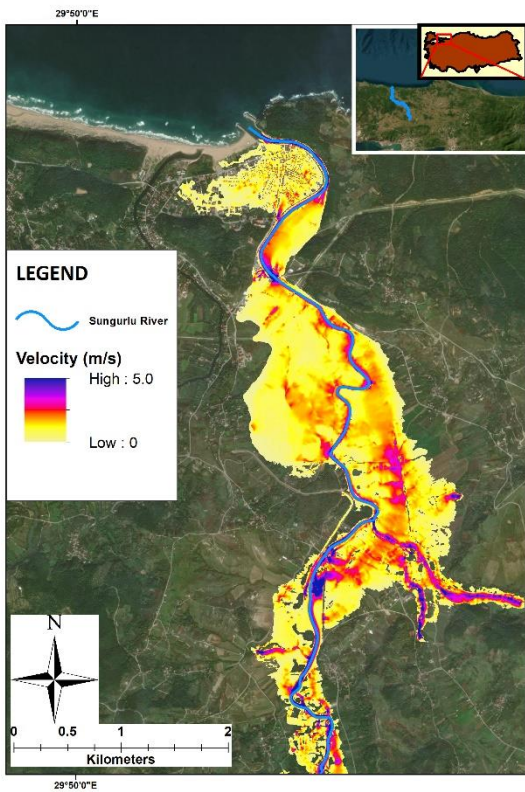 29°50'0"E
LEGEND
Sungurlu River
Velocity (m/s)
High : 5.0
Low : 0
N
0 0.5 1 2
Kilometers
29°50'0"E